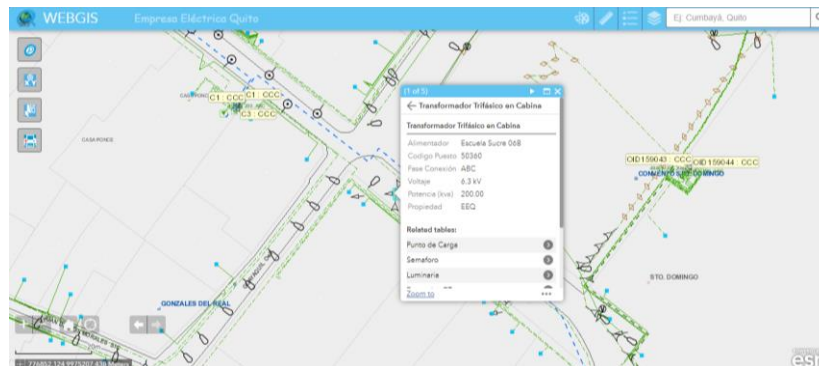 WEBGIS Empresa Eléctrica Quito
Ej: Cumbayá, Quito
(1 of 5)
Transformador Trifásico en Cabina
Transformador Trifásico en Cabina
Alimentador Escuela Sucre 06B
Codigo Puesto 50360
Fase Conexión ABC
Voltaje 6.3 kV
Potencia (kva) 200.00
Propiedad EEQ
Related tables:
Punto de Carga
Semaforo
Luminaria
Zoom to
C1 : CCC
C1 : CCC
C3 : CCC
CASA PONCE
OID 159043 : CCC
OID 159044 : CCC
CONVENTO STO. DOMINGO
STO. DOMINGO
GONZALES DEL REAL
esri